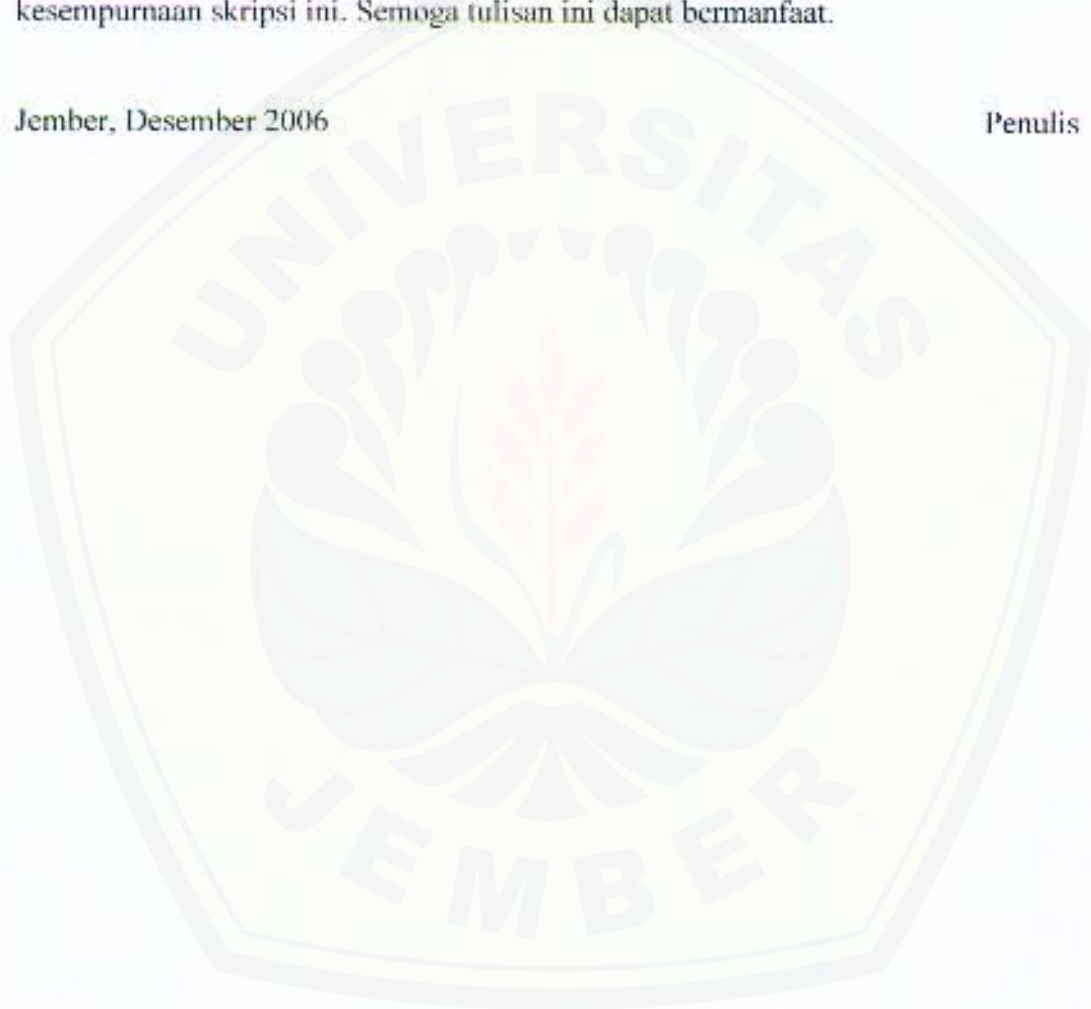 kesempurnaan skripsi ini. Semoga tulisan ini dapat bermanfaat.
Jember, Desember 2006 Penulis
UNIVERSITAS
JEMBER